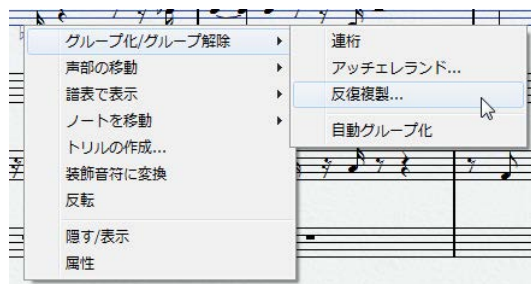 グループ化/グループ解除
声部の移動
譜表で表示
ノートを移動
トリルの作成...
装飾音符に変換
反転
隠す/表示
属性
連桁
アッチェレランド...
反復複製...
自動グループ化